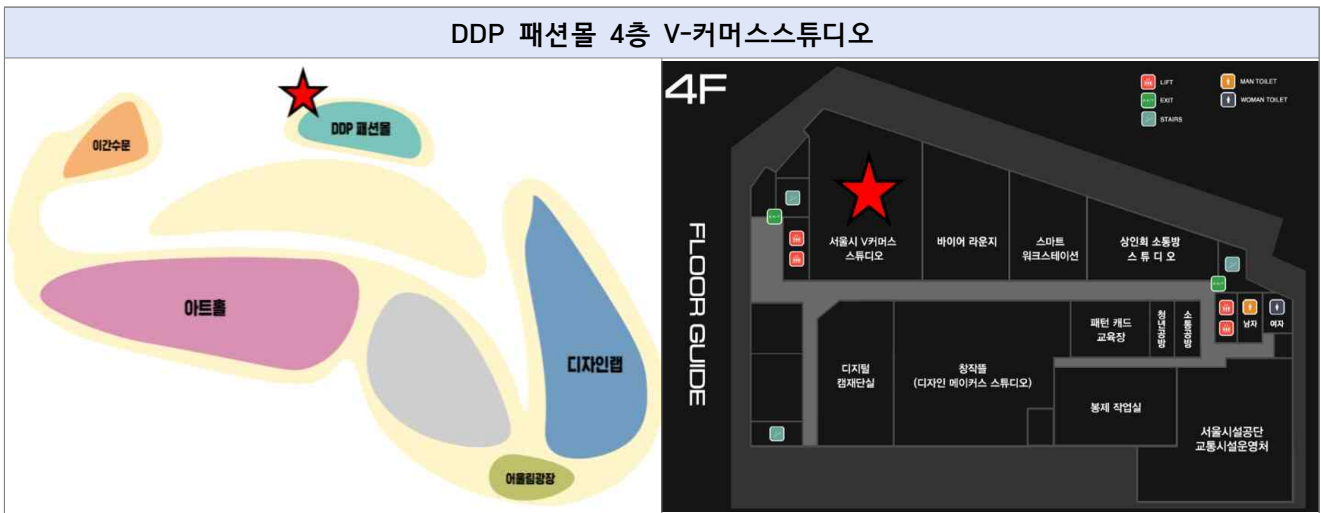 DDP 패션몰 4층 V-커머스스튜디오
이간수문
DDP 패션몰
아트홀
디자인랩
어울림광장
4F
LIFT
EXIT
STAIRS
MAN TOILET
WOMAN TOILET
FLOOR GUIDE
서울시 V커머스
스튜디오
바이어 라운지
스마트
워크스테이션
상인회 소통방
스 튜 디 오
디지털
캠재단실
창작뜰
(디자인 메이커스 스튜디오)
패턴 캐드
교육장
청년공방
소통공방
남자
여자
봉제 작업실
서울시설공단
교통시설운영처